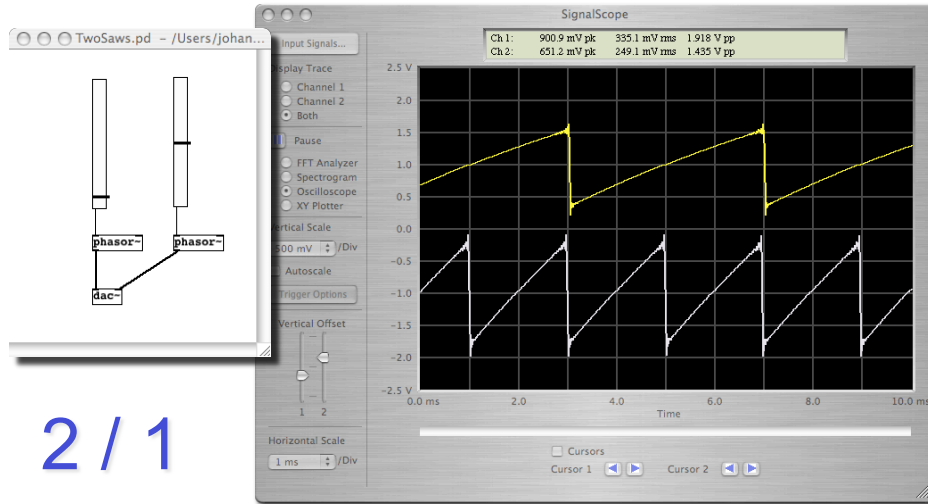 TwoSaws.pd – /Users/johan...
phasor~ phasor~
dac~
2 / 1
SignalScope
Input Signals...
Ch 1: 900.9 mV pk 335.1 mV rms 1.918 V pp
Ch 2: 651.2 mV pk 249.1 mV rms 1.435 V pp
Display Trace
Channel 1
Channel 2
Both
Pause
FFT Analyzer
Spectrogram
Oscilloscope
XY Plotter
Vertical Scale
500 mV /Div
Autoscale
Trigger Options
Vertical Offset
1 2
Horizontal Scale
1 ms /Div
2.5 V
2.0
1.5
1.0
0.5
0.0
-0.5
-1.0
-1.5
-2.0
-2.5 V
0.0 ms 2.0 4.0 6.0 8.0 10.0 ms
Time
Cursors
Cursor 1 Cursor 2